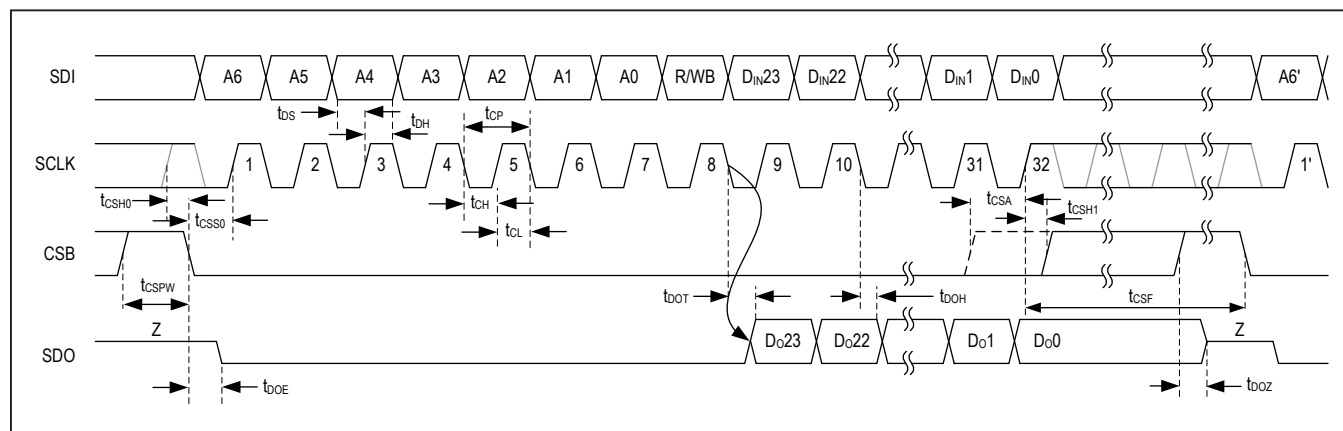 SDI A6 A5 A4 A3 A2 A1 A0 R/WB DIN23 DIN22 DIN1 DIN0 A6'
tDS tDH tCP
SCLK 1 2 3 4 5 6 7 8 9 10 31 32 1'
tCSH0 tCSS0 tCH tCL tCSA tCSH1
CSB
tCSPW tDOT tDOH tCSF
Z Z
SDO DO23 DO22 DO1 DO0
tDOE tDOZ